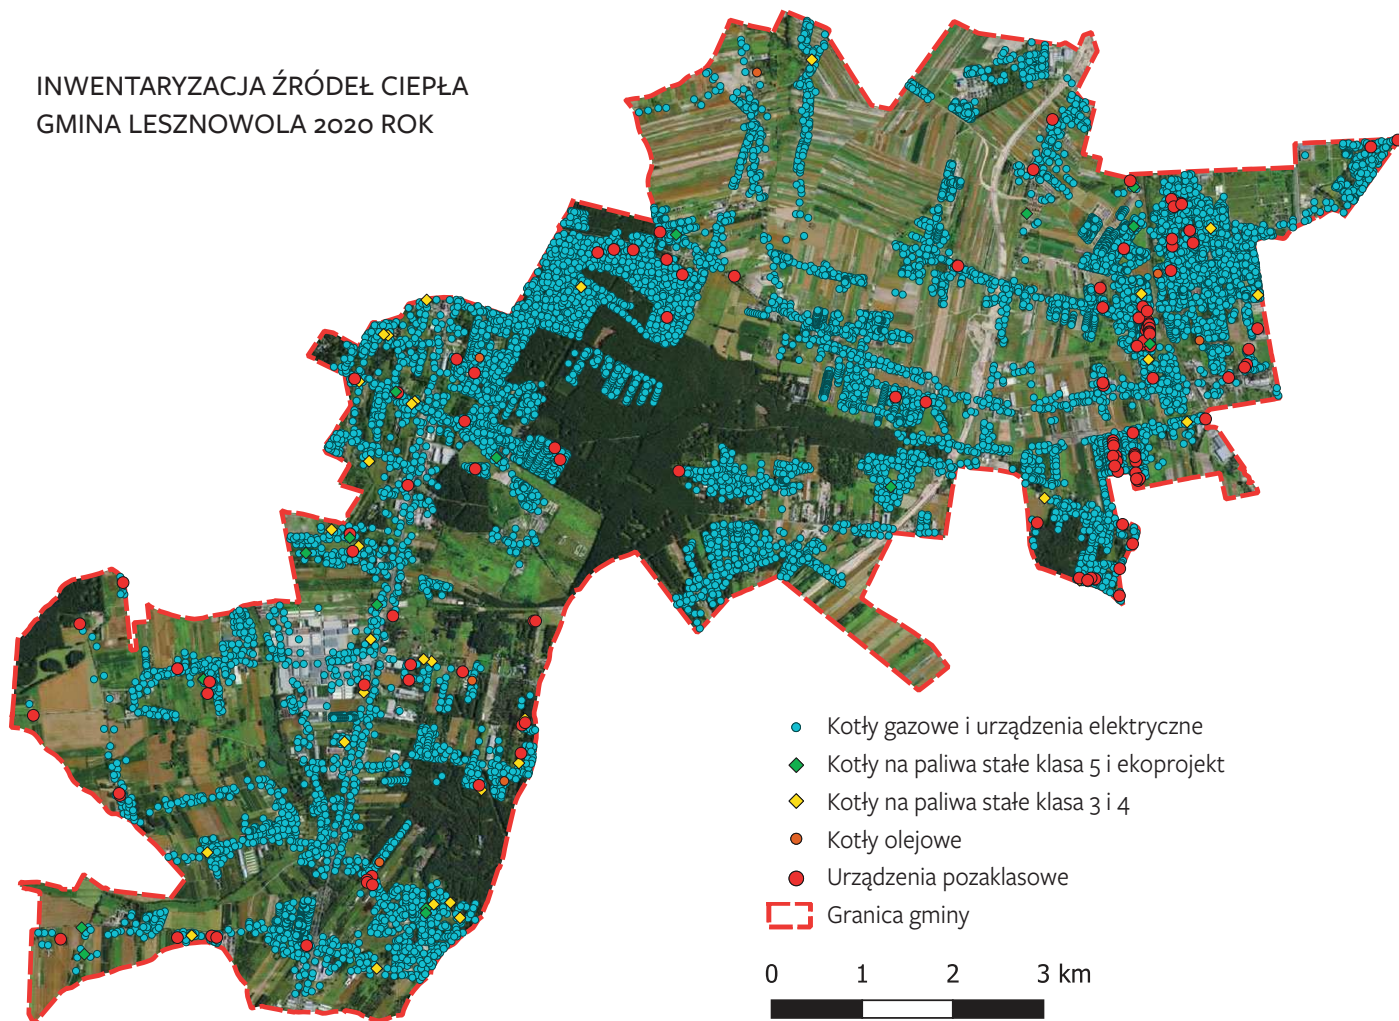 INWENTARYZACJA ŹRÓDEŁ CIEPŁA
GMINA LESZNOWOLA 2020 ROK
Kotły gazowe i urządzenia elektryczne
Kotły na paliwa stałe klasa 5 i ekoprojekt
Kotły na paliwa stałe klasa 3 i 4
Kotły olejowe
Urządzenia pozaklasowe
Granica gminy
0 1 2 3 km